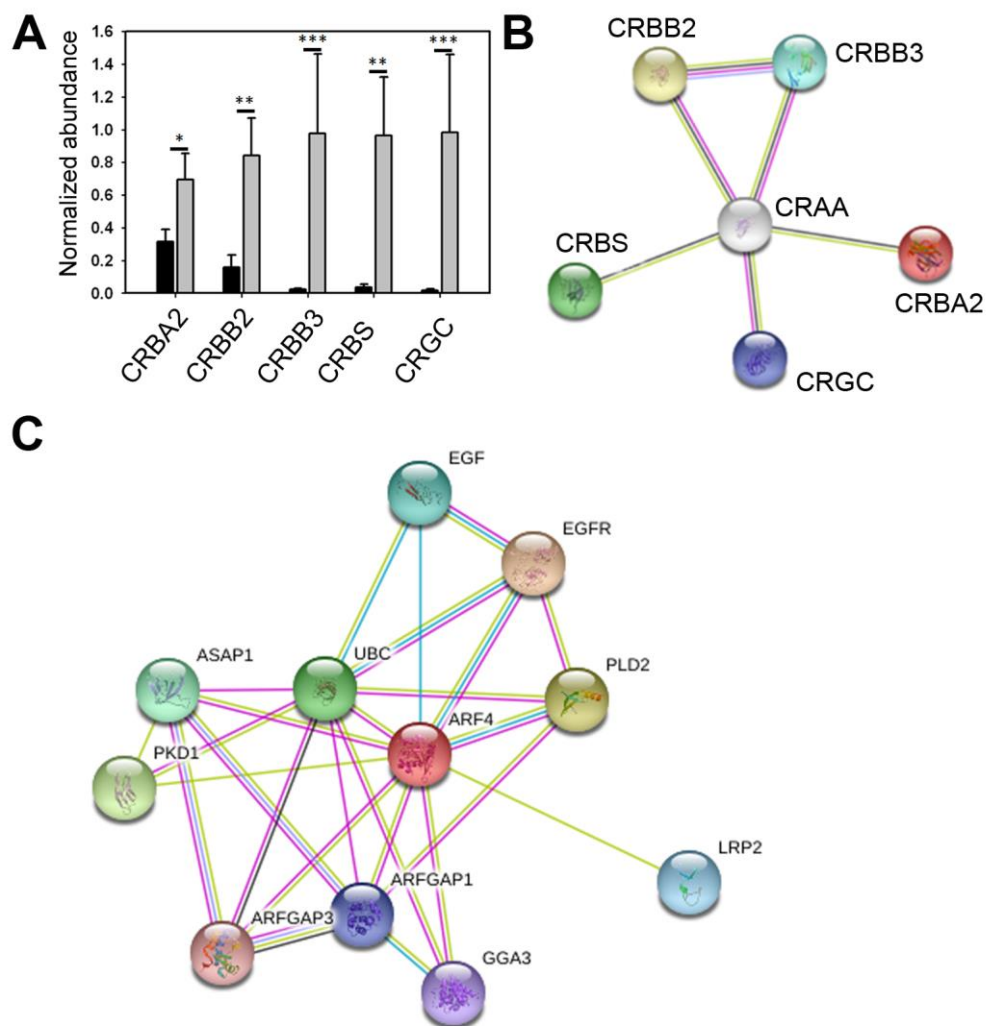 A
Normalized abundance
1.6
1.4
1.2
1.0
0.8
0.6
0.4
0.2
0.0
*
**
***
**
***
CRBA2
CRBB2
CRBB3
CRBS
CRGC
B
CRBB2
CRBB3
CRAA
CRBS
CRBA2
CRGC
C
EGF
EGFR
ASAP1
UBC
PLD2
ARF4
PKD1
LRP2
ARFGAP1
ARFGAP3
GGA3